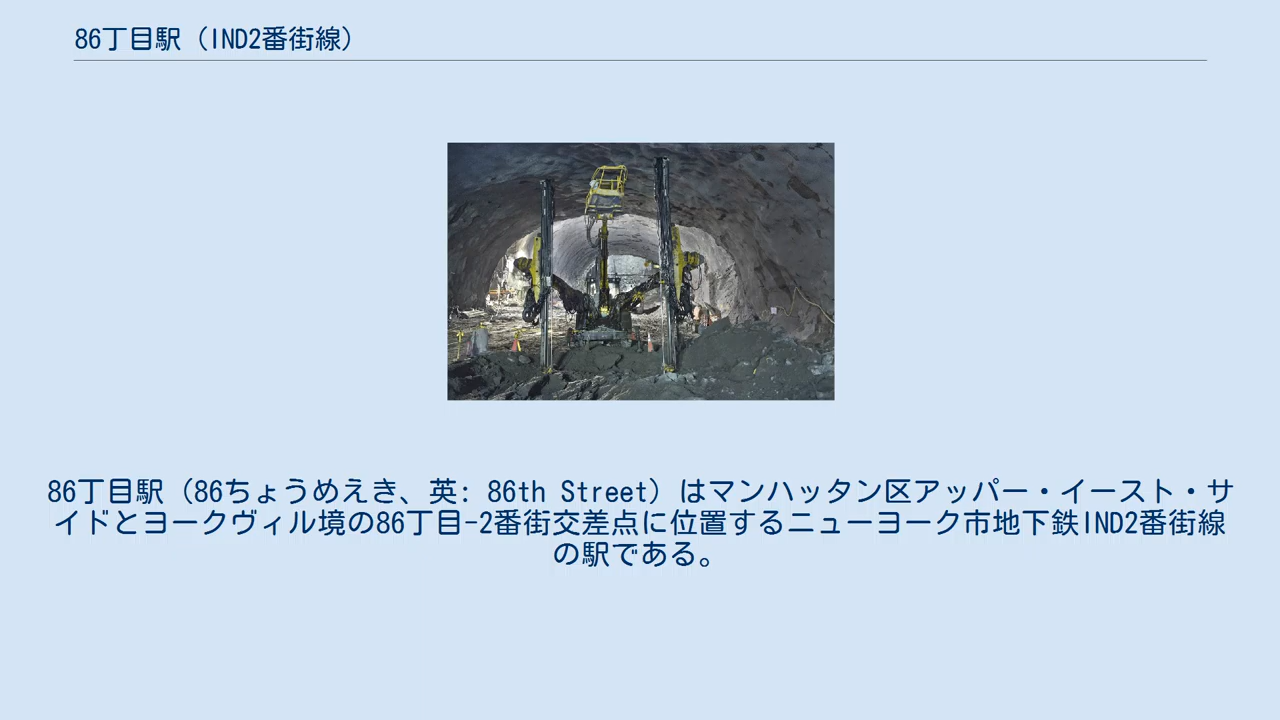 86丁目駅（IND2番街線）
86丁目駅（86ちょうめえき、英: 86th Street）はマンハッタン区アッパー・イースト・サ
イドとヨークヴィル境の86丁目-2番街交差点に位置するニューヨーク市地下鉄IND2番街線
の駅である。